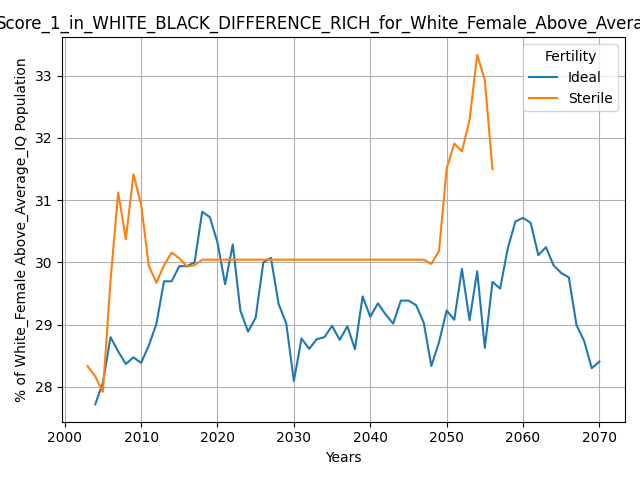 Score_1_in_WHITE_BLACK_DIFFERENCE_RICH_for_White_Female_Above_Avera
% of White_Female Above_Average_IQ Population
33
32
31
30
29
28
Fertility
Ideal
Sterile
2000 2010 2020 2030 2040 2050 2060 2070
Years